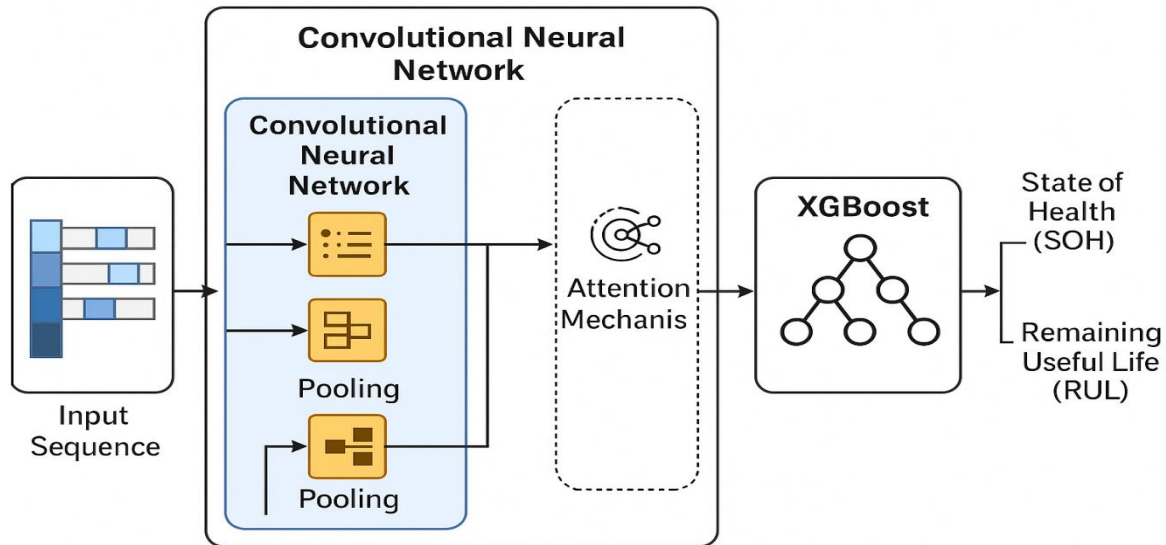 Convolutional Neural
Network
Convolutional
Neural
Network
Pooling
Pooling
Input
Sequence
Attention
Mechanis
XGBoost
State of
Health
(SOH)
Remaining
Useful Life
(RUL)